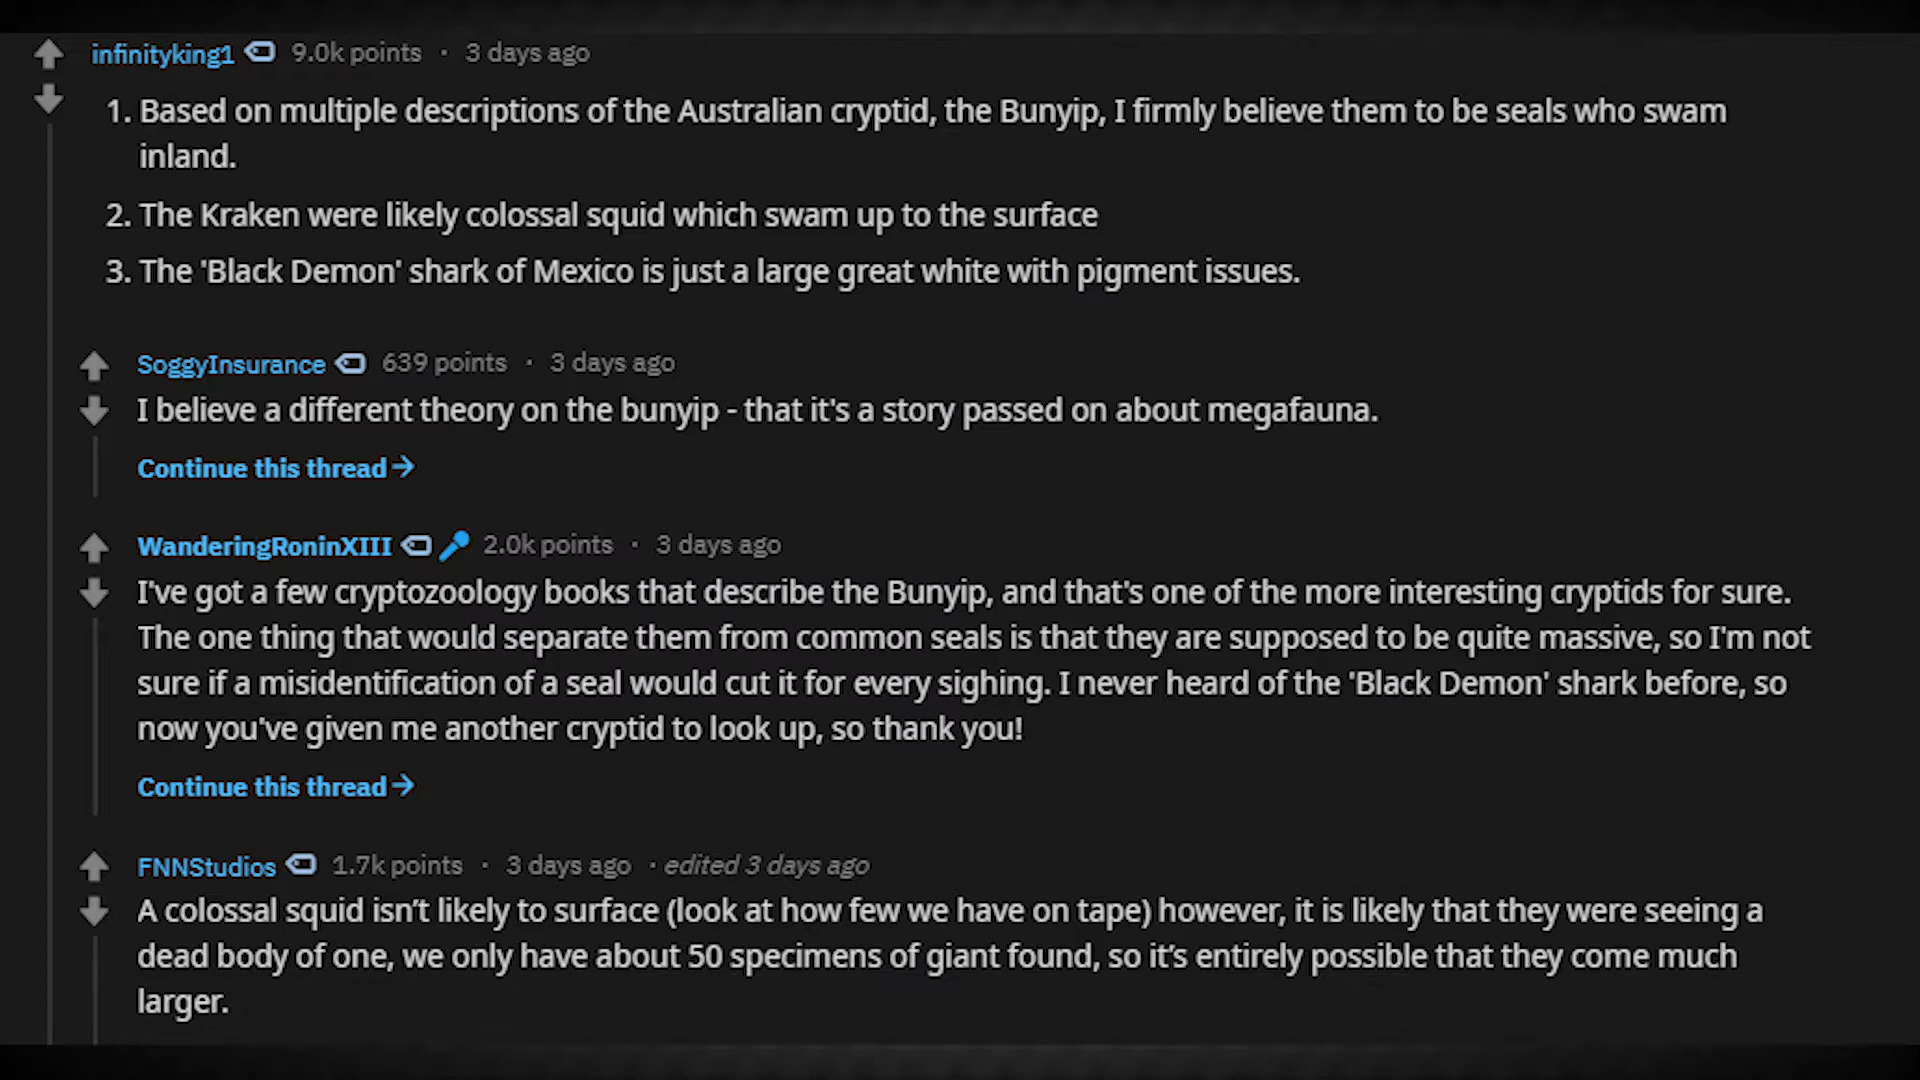 infinityking1 9.0k points · 3 days ago
1. Based on multiple descriptions of the Australian cryptid, the Bunyip, I firmly believe them to be seals who swam
inland.
2. The Kraken were likely colossal squid which swam up to the surface
3. The 'Black Demon' shark of Mexico is just a large great white with pigment issues.
SoggyInsurance 639 points · 3 days ago
I believe a different theory on the bunyip - that it's a story passed on about megafauna.
Continue this thread→
WanderingRoninXIII 2.0k points · 3 days ago
I've got a few cryptozoology books that describe the Bunyip, and that's one of the more interesting cryptids for sure.
The one thing that would separate them from common seals is that they are supposed to be quite massive, so I'm not
sure if a misidentification of a seal would cut it for every sighing. I never heard of the 'Black Demon' shark before, so
now you've given me another cryptid to look up, so thank you!
Continue this thread→
FNNStudios 1.7k points · 3 days ago · edited 3 days ago
A colossal squid isn’t likely to surface (look at how few we have on tape) however, it is likely that they were seeing a
dead body of one, we only have about 50 specimens of giant found, so it’s entirely possible that they come much
larger.